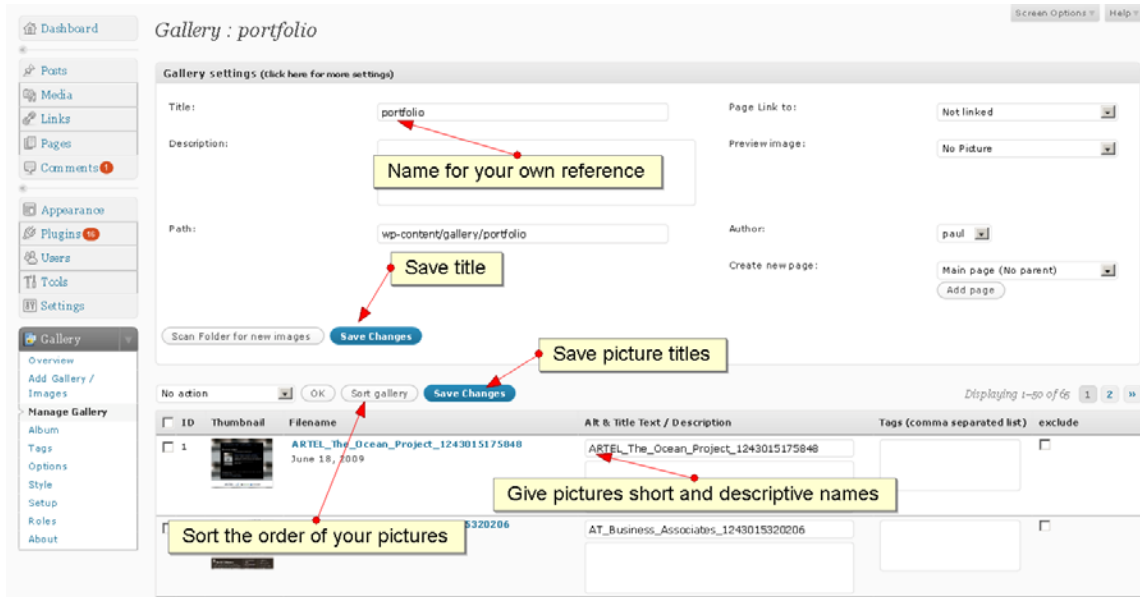 Screen Options Help
Dashboard
Gallery : portfolio
Posts
Media
Links
Pages
Comments 1
Appearance
Plugins 16
Users
Tools
Settings
Gallery
Overview
Add Gallery /
Images
Manage Gallery
Album
Tags
Options
Style
Setup
Roles
About
Gallery settings (Click here for more settings)
Title:
portfolio
Name for your own reference
Description:
Path:
wp-content/gallery/portfolio
Save title
Page Link to:
Not linked
Preview image:
No Picture
Author:
paul
Create new page:
Main page (No parent)
Add page
Scan Folder for new images
Save Changes
Save picture titles
No action
OK
Sort gallery
Save Changes
Displaying 1–50 of 65 1 2 »
ID Thumbnail Filename Alt & Title Text / Description Tags (comma separated list) exclude
1
ARTEL_The_Ocean_Project_1243015175848
June 18, 2009
ARTEL_The_Ocean_Project_1243015175848
Give pictures short and descriptive names
Sort the order of your pictures
5320206
AT_Business_Associates_1243015320206